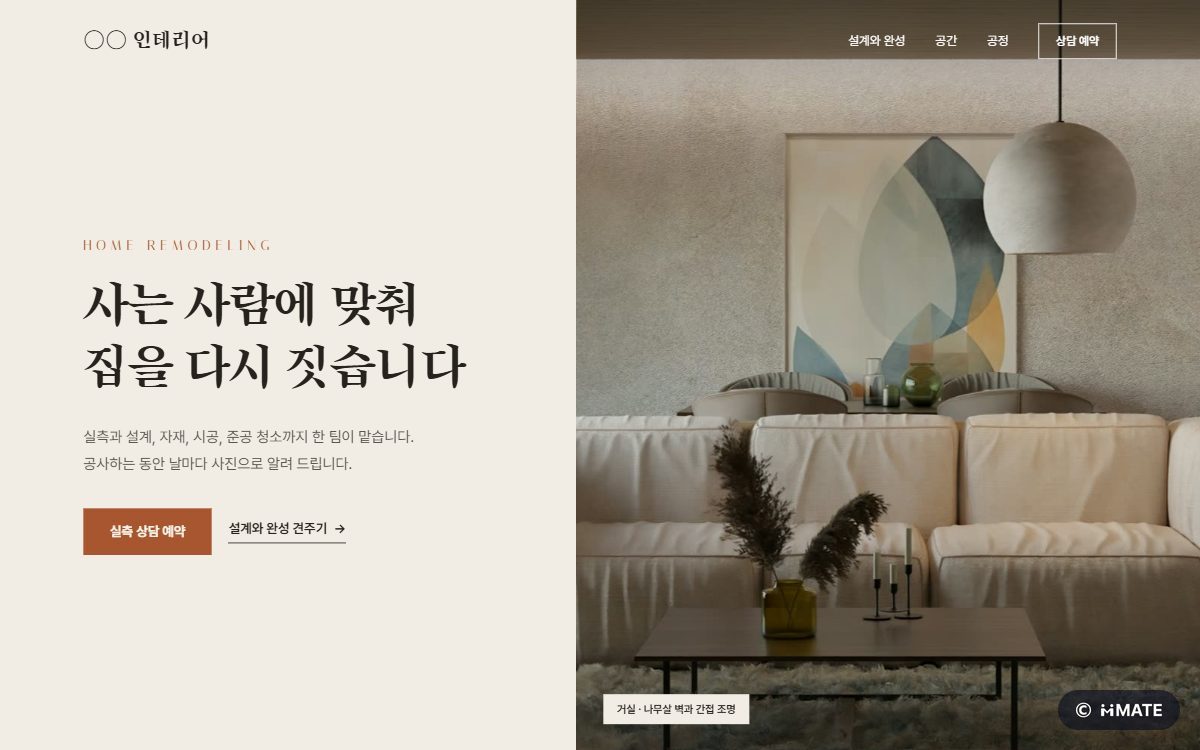 ○○ 인테리어
설계와 완성
공간
공정
상담 예약
HOME REMODELING
사는 사람에 맞춰
집을 다시 짓습니다
실측과 설계, 자재, 시공, 준공 청소까지 한 팀이 맡습니다.
공사하는 동안 날마다 사진으로 알려 드립니다.
실측 상담 예약
설계와 완성 견주기 →
거실 · 나무살 벽과 간접 조명
© MMATE